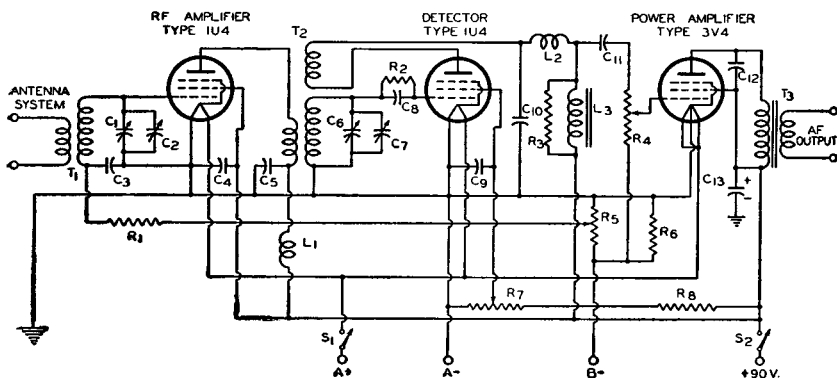 RF AMPLIFIER
TYPE 1U4
DETECTOR
TYPE 1U4
POWER AMPLIFIER
TYPE 3V4
ANTENNA
SYSTEM
T1
C1
C2
C3
C4
C5
T2
R2
C8
C6
C7
C9
L2
C10
R3
L3
C11
R4
C12
T3
AF
OUTPUT
C13
+
−
R1
L1
R5
R6
R7
R8
S1
S2
A+
A-
B-
+90 V.